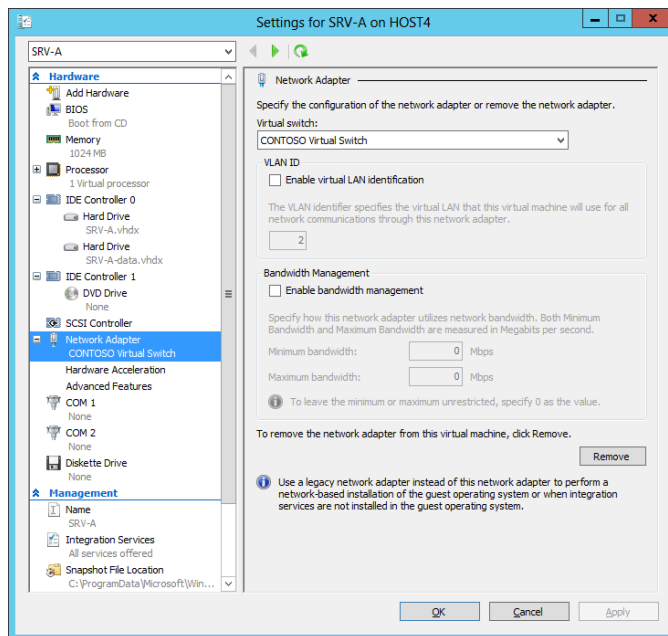 Settings for SRV-A on HOST4
SRV-A
Hardware
Add Hardware
BIOS
Boot from CD
Memory
1024 MB
Processor
1 Virtual processor
IDE Controller 0
Hard Drive
SRV-A.vhdx
Hard Drive
SRV-A-data.vhdx
IDE Controller 1
DVD Drive
None
SCSI Controller
Network Adapter
CONTOSO Virtual Switch
Hardware Acceleration
Advanced Features
COM 1
None
COM 2
None
Diskette Drive
None
Management
Name
SRV-A
Integration Services
All services offered
Snapshot File Location
C:\ProgramData\Microsoft\Win...
Network Adapter
Specify the configuration of the network adapter or remove the network adapter.
Virtual switch:
CONTOSO Virtual Switch
VLAN ID
Enable virtual LAN identification
The VLAN identifier specifies the virtual LAN that this virtual machine will use for all
network communications through this network adapter.
2
Bandwidth Management
Enable bandwidth management
Specify how this network adapter utilizes network bandwidth. Both Minimum
Bandwidth and Maximum Bandwidth are measured in Megabits per second.
Minimum bandwidth: 0 Mbps
Maximum bandwidth: 0 Mbps
To leave the minimum or maximum unrestricted, specify 0 as the value.
To remove the network adapter from this virtual machine, click Remove.
Remove
Use a legacy network adapter instead of this network adapter to perform a
network-based installation of the guest operating system or when integration
services are not installed in the guest operating system.
OK Cancel Apply